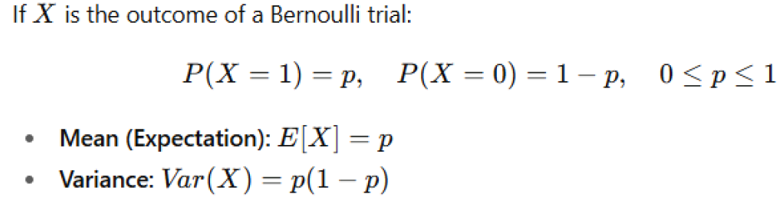 If X is the outcome of a Bernoulli trial:
P(X = 1) = p, P(X = 0) = 1 − p, 0 ≤ p ≤ 1
• Mean (Expectation): E[X] = p
• Variance: Var(X) = p(1 − p)